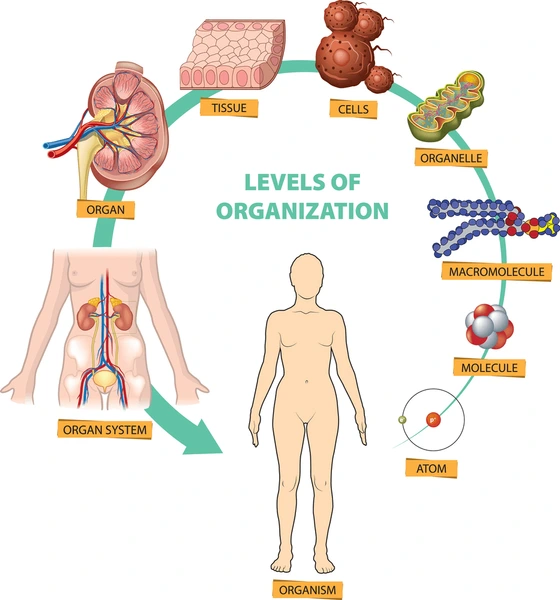 TISSUE
CELLS
ORGANELLE
ORGAN
LEVELS OF
ORGANIZATION
MACROMOLECULE
MOLECULE
ORGAN SYSTEM
ATOM
ORGANISM